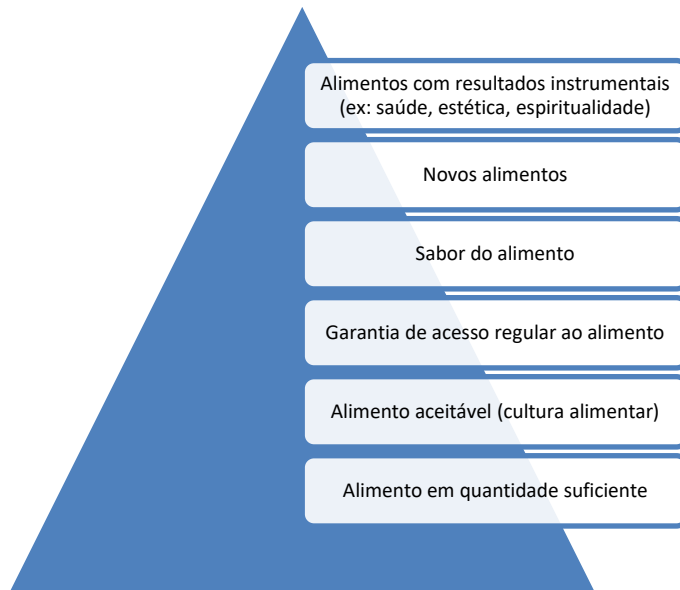 Alimentos com resultados instrumentais
(ex: saúde, estética, espiritualidade)
Novos alimentos
Sabor do alimento
Garantia de acesso regular ao alimento
Alimento aceitável (cultura alimentar)
Alimento em quantidade suficiente